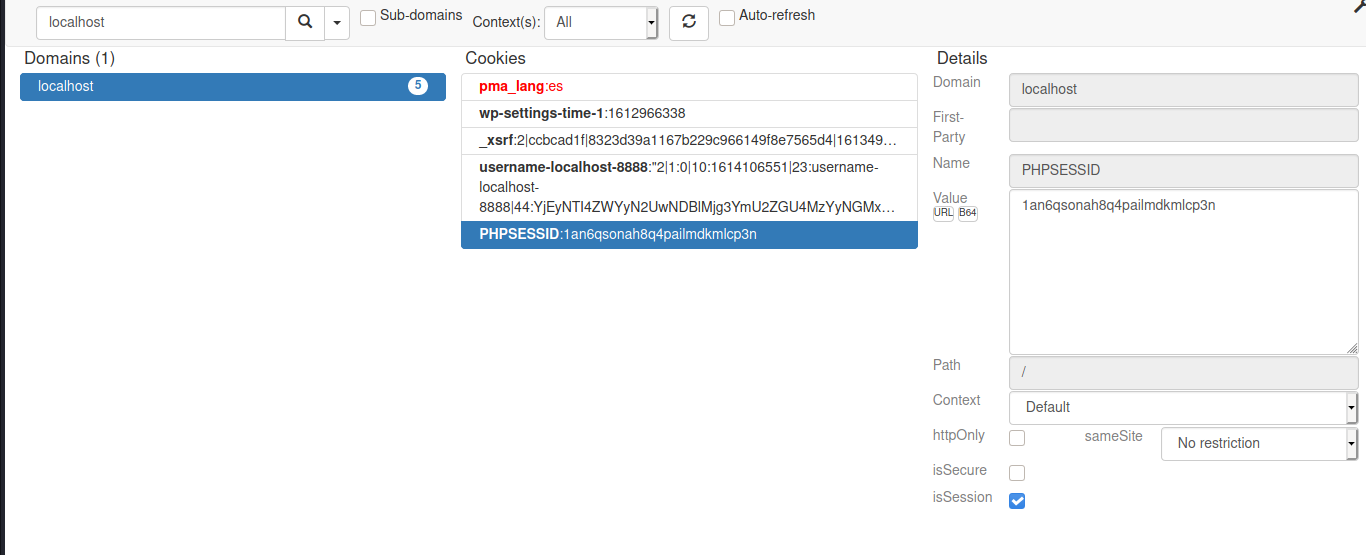 localhost
Sub-domains
Context(s):
All
Auto-refresh
Domains (1)
localhost
5
Cookies
pma_lang:es
wp-settings-time-1:1612966338
_xsrf:2|ccbcad1f|8323d39a1167b229c966149f8e7565d4|161349...
username-localhost-8888:"2|1:0|10:1614106551|23:username-
localhost-
8888|44:YjEyNTI4ZWYyN2UwNDBlMjg3YmU2ZGU4MzYyNGMx...
PHPSESSID:1an6qsonah8q4pailmdkmlcp3n
Details
Domain
localhost
First-
Party
Name
PHPSESSID
Value
URL B64
1an6qsonah8q4pailmdkmlcp3n
Path
/
Context
Default
httpOnly
sameSite
No restriction
isSecure
isSession